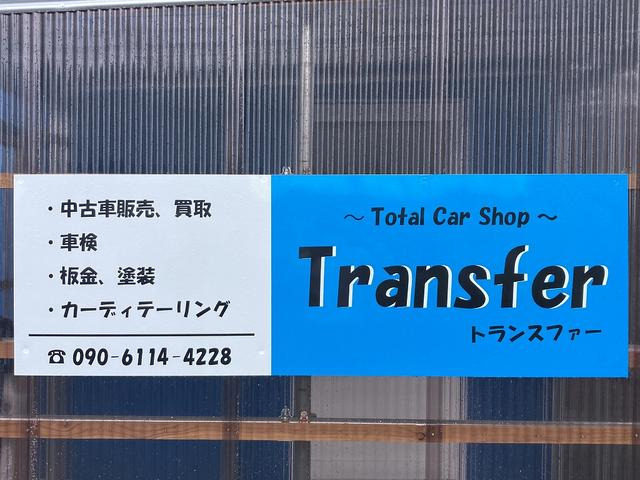 ・中古車販売、買取
・車検
・板金、塗装
・カーディテーリング
☎ 090-6114-4228
～ Total Car Shop ～
Transfer
トランスファー